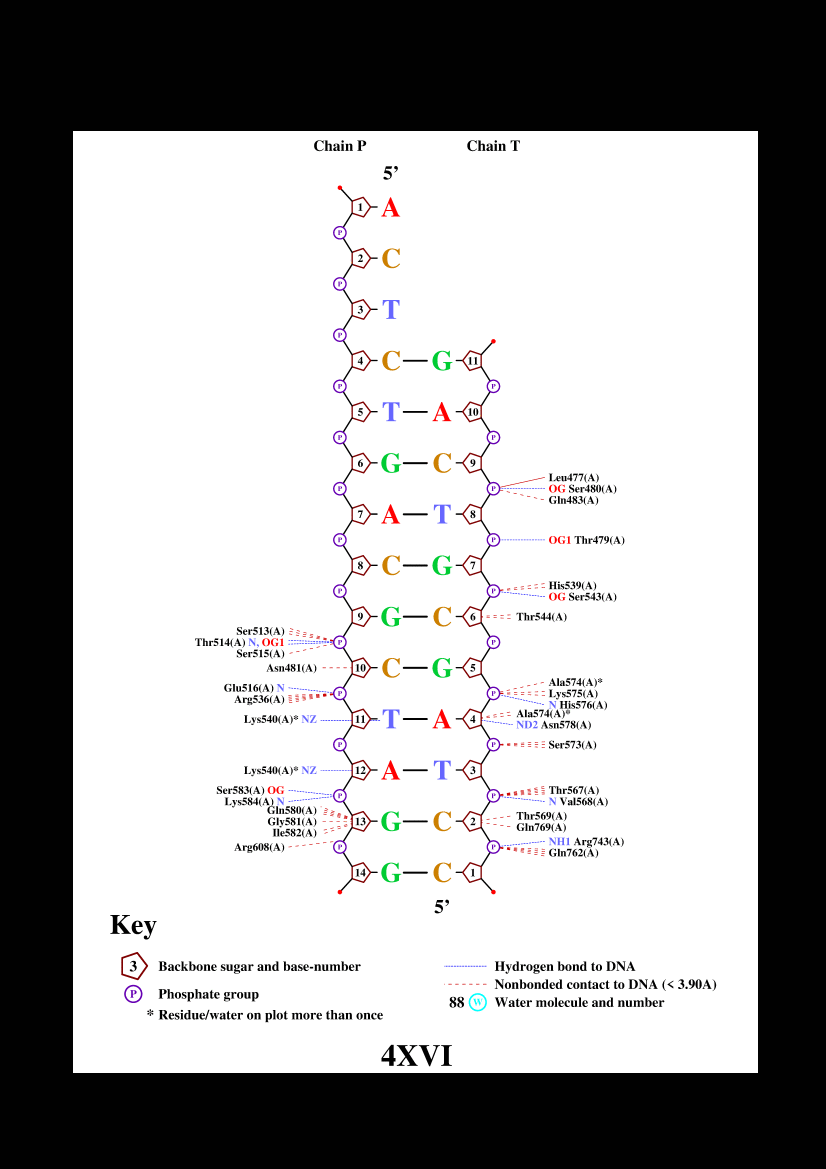 Chain P Chain T
5’
1 A
P
2 C
P
3 T
P
4 C G 11
P P
5 T A 10
P P
6 G C 9
Leu477(A)
P P OG Ser480(A)
Gln483(A)
7 A T 8
P P OG1 Thr479(A)
8 C G 7
His539(A)
P P
OG Ser543(A)
9 G C 6 Thr544(A)
Ser513(A)
Thr514(A) N, OG1 P P
Ser515(A)
Asn481(A) 10 C G 5
Ala574(A)*
Glu516(A) N
P P Lys575(A)
Arg536(A)
N His576(A)
Ala574(A)*
Lys540(A)* NZ 11 T A 4
ND2 Asn578(A)
P P Ser573(A)
Lys540(A)* NZ 12 A T 3
Ser583(A) OG Thr567(A)
P P
Lys584(A) N N Val568(A)
Gln580(A)
Thr569(A)
Gly581(A) 13 G C 2
Gln769(A)
Ile582(A)
NH1 Arg743(A)
Arg608(A) P P
Gln762(A)
14 G C 1
5’
Key
3 Backbone sugar and base-number Hydrogen bond to DNA
Nonbonded contact to DNA (< 3.90A)
P Phosphate group
88 W Water molecule and number
* Residue/water on plot more than once
4XVI